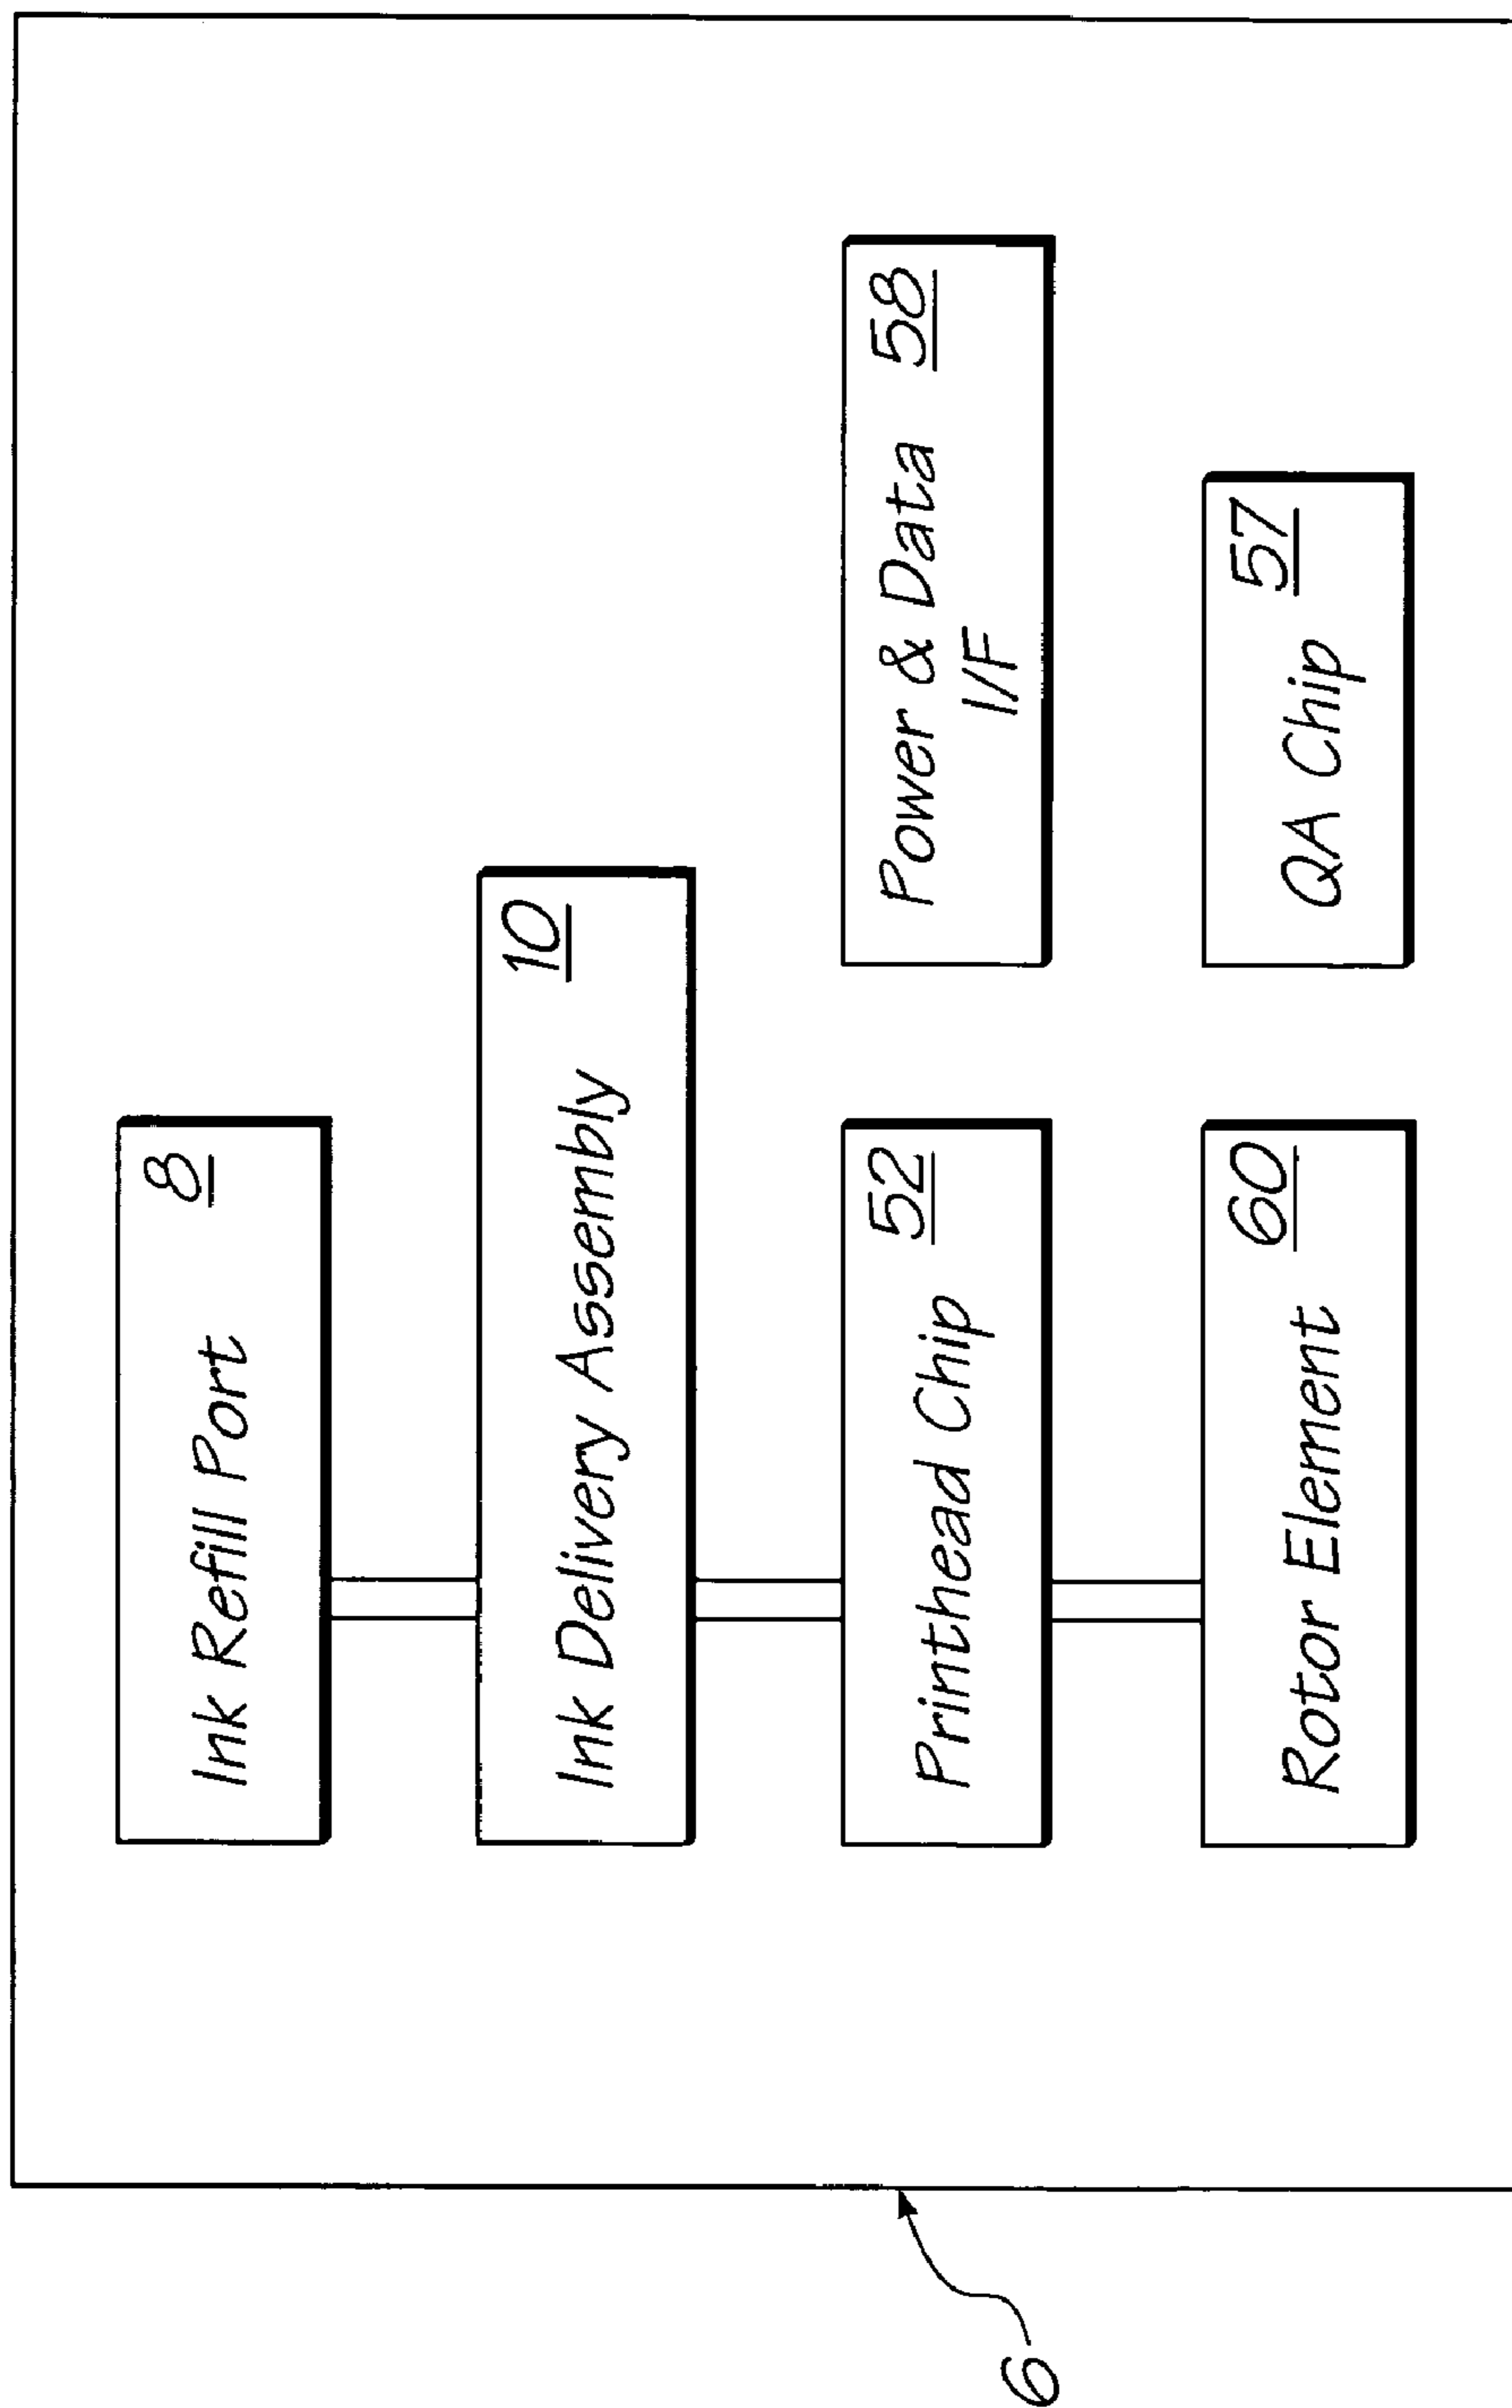 Ink Refill Port 8
Ink Delivery Assembly 10
Printhead Chip 52
Power & Data 58
I/F
6
Rotor Element 60
QA Chip 57